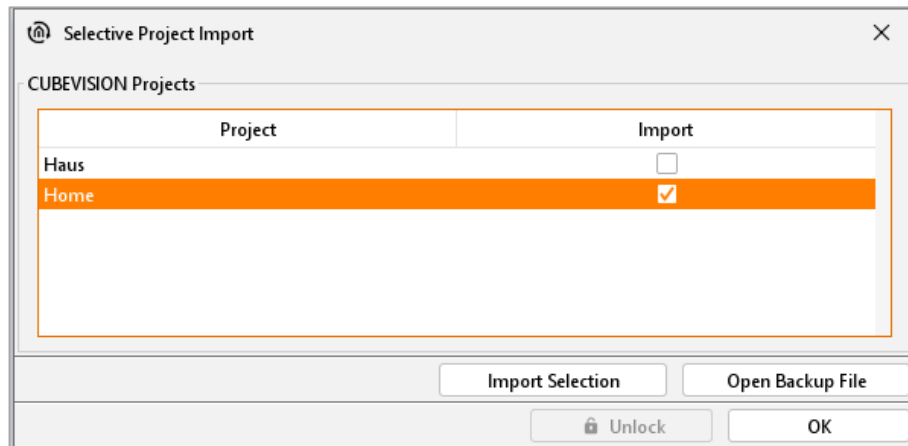 Selective Project Import
CUBEVISION Projects
Project Import
Haus
Home
Import Selection Open Backup File
Unlock OK